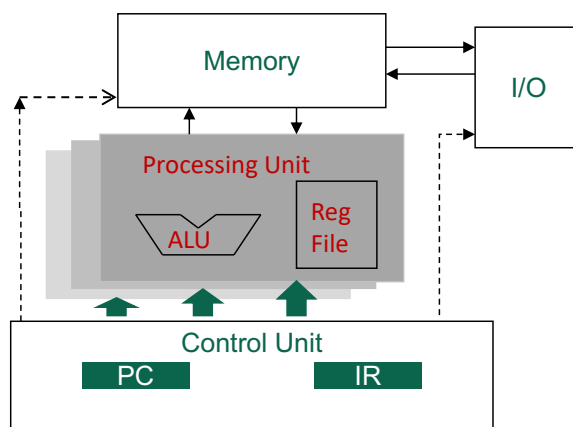 Memory
I/O
Processing Unit
ALU
Reg
File
Control Unit
PC
IR